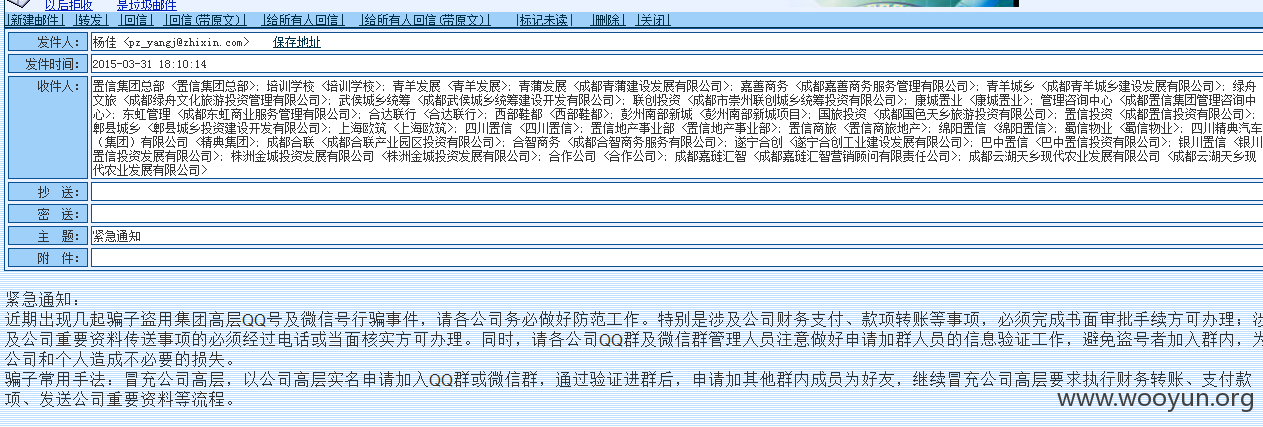 以后拒收 是垃圾邮件
|新建邮件| |转发| |回信| |回信(带原文)| |给所有人回信| |给所有人回信(带原文)| |标记未读| |删除| |关闭|
发件人: 杨佳 <pz_yangj@zhixin.com> 保存地址
发件时间: 2015-03-31 18:10:14
收件人: 置信集团总部 <置信集团总部>; 培训学校 <培训学校>; 青羊发展 <青羊发展>; 青蒲发展 <成都青蒲建设发展有限公司>; 嘉善商务 <成都嘉善商务服务管理有限公司>; 青羊城乡 <成都青羊城乡建设发展有限公司>; 绿舟
文旅 <成都绿舟文化旅游投资管理有限公司>; 武侯城乡统筹 <成都武侯城乡统筹建设开发有限公司>; 联创投资 <成都市崇州联创城乡统筹投资有限公司>; 康城置业 <康城置业>; 管理咨询中心 <成都置信集团管理咨询中
心>; 东虹管理 <成都东虹商业服务管理有限公司>; 合达联行 <合达联行>; 西部鞋都 <西部鞋都>; 彭州南部新城 <彭州南部新城项目>; 国旅投资 <成都国色天乡旅游投资有限公司>; 置信投资 <成都置信投资有限公司>;
郫县城乡 <郫县城乡投资建设开发有限公司>; 上海欧筑 <上海欧筑>; 四川置信 <四川置信>; 置信地产事业部 <置信地产事业部>; 置信商旅 <置信商旅地产>; 绵阳置信 <绵阳置信>; 蜀信物业 <蜀信物业>; 四川精典汽车
（集团）有限公司 <精典集团>; 成都合联 <成都合联产业园区投资有限公司>; 合智商务 <成都合智商务服务有限公司>; 遂宁合创 <遂宁合创工业建设发展有限公司>; 巴中置信 <巴中置信投资有限公司>; 银川置信 <银川
置信投资发展有限公司>; 株洲金城投资发展有限公司 <株洲金城投资发展有限公司>; 合作公司 <合作公司>; 成都嘉硓汇智 <成都嘉硓汇智营销顾问有限责任公司>; 成都云湖天乡现代农业发展有限公司 <成都云湖天乡现
代农业发展有限公司>
抄 送:
密 送:
主 题: 紧急通知
附 件:
紧急通知：
近期出现几起骗子盗用集团高层QQ号及微信号行骗事件，请各公司务必做好防范工作。特别是涉及公司财务支付、款项转账等事项，必须完成书面审批手续方可办理；涉
及公司重要资料传送事项的必须经过电话或当面核实方可办理。同时，请各公司QQ群及微信群管理人员注意做好申请加群人员的信息验证工作，避免盗号者加入群内，为
公司和个人造成不必要的损失。
骗子常用手法：冒充公司高层，以公司高层实名申请加入QQ群或微信群，通过验证进群后，申请加其他群内成员为好友，继续冒充公司高层要求执行财务转账、支付款
项、发送公司重要资料等流程。
www.wooyun.org